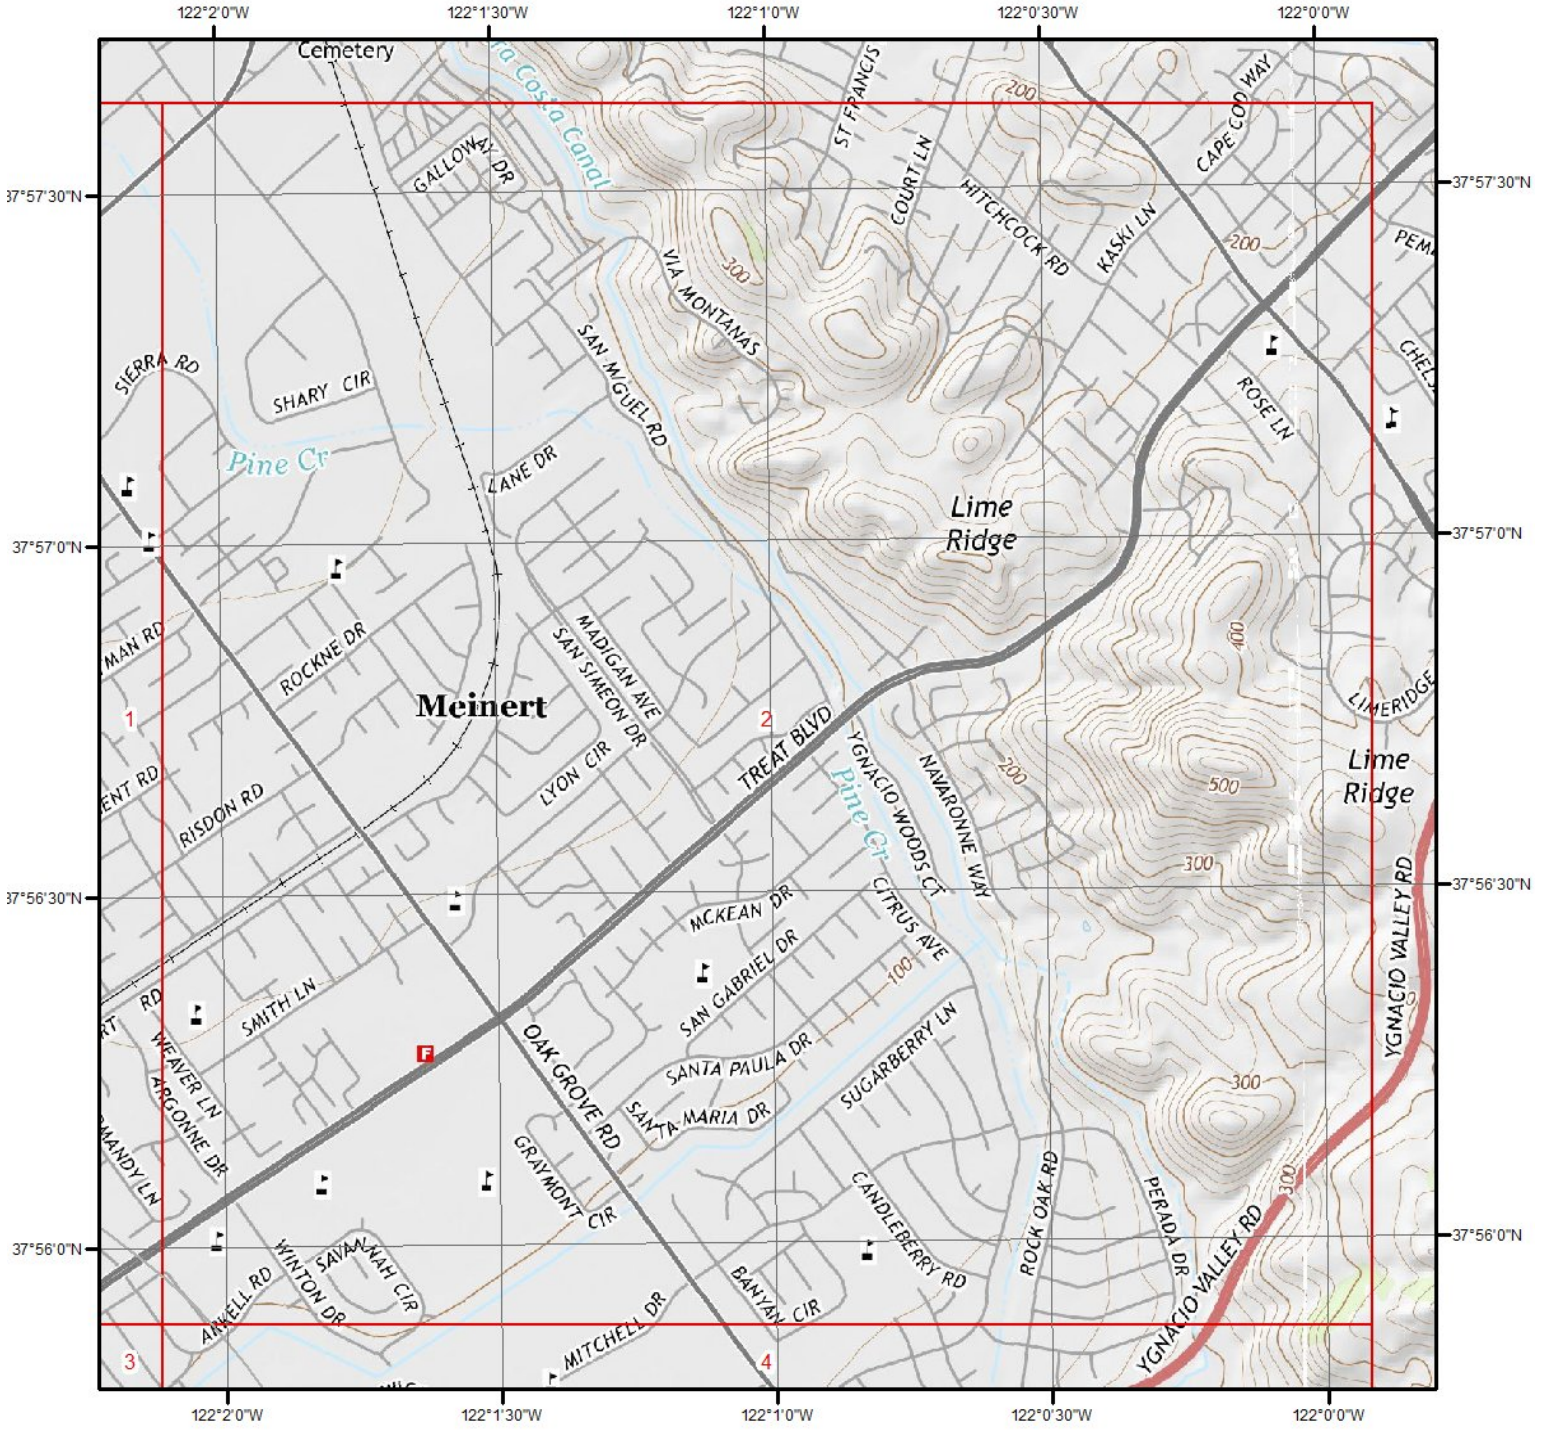 122°2'0"W 122°1'30"W 122°1'0"W 122°0'30"W 122°0'0"W
Cemetery
ra Costa Canal
ST FRANCIS
200
CAPE COD WAY
GALLOWAY DR
COURT LN
37°57'30"N
HITCHCOCK RD
KASKI LN
200
37°57'30"N
PEM
VIA MONTANAS
300
SAN MIGUEL RD
SIERRA RD
SHARY CIR
CHELS
ROSE LN
Pine Cr
LANE DR
Lime
Ridge
37°57'0"N
37°57'0"N
MAN RD
ROCKNE DR
MADIGAN AVE
SAN SIMEON DR
400
LIMERIDGE
Meinert
1
2
TREAT BLVD
YGNACIO WOODS CT
NAVARONNE WAY
200
500
Lime
Ridge
ENT RD
RISDON RD
LYON CIR
Pine Cr
300
37°56'30"N
37°56'30"N
MCKEAN DR
CITRUS AVE
YGNACIO VALLEY RD
SAN GABRIEL DR
100
RT RD
SMITH LN
WEAVER LN
ARGONNE DR
F
OAK GROVE RD
SANTA PAULA DR
SUGARBERRY LN
300
SANTA MARIA DR
MANDY LN
GRAYMONT CIR
CANDLEBERRY RD
ROCK OAK RD
PERADA DR
300
YGNACIO VALLEY RD
37°56'0"N
37°56'0"N
WINTON DR
SAVANNAH CIR
ARKELL RD
BANYAN CIR
MITCHELL DR
3
4
122°2'0"W 122°1'30"W 122°1'0"W 122°0'30"W 122°0'0"W